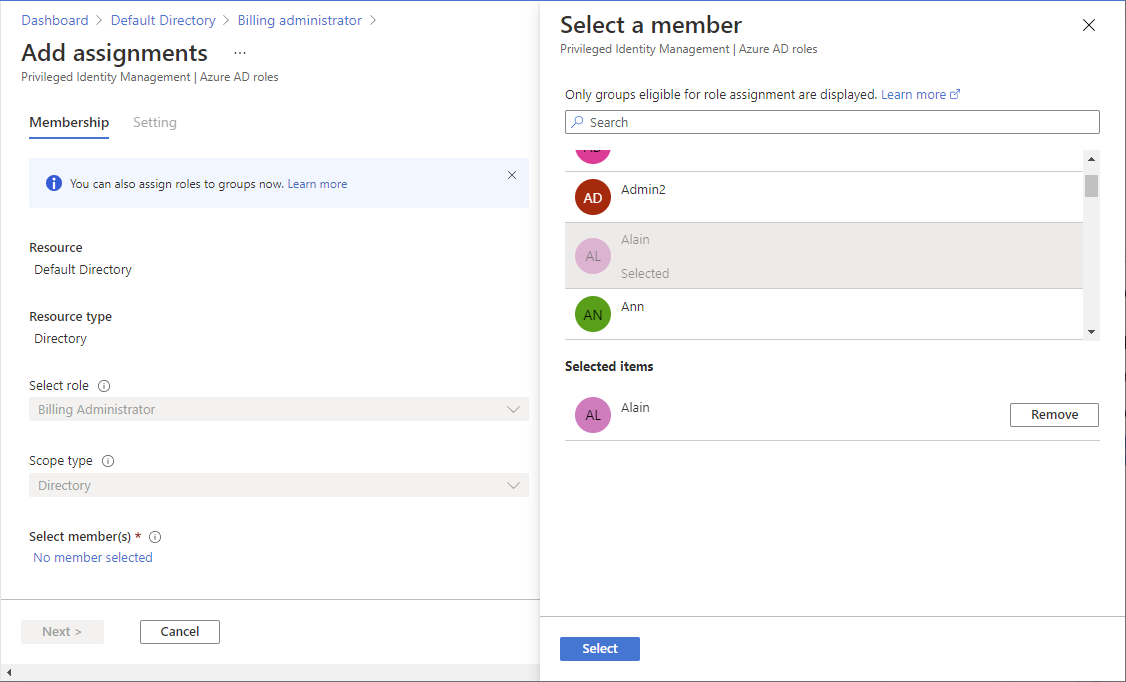 Dashboard > Default Directory > Billing administrator >
Add assignments ...
Privileged Identity Management | Azure AD roles
Membership Setting
You can also assign roles to groups now. Learn more
Resource
Default Directory
Resource type
Directory
Select role
Billing Administrator
Scope type
Directory
Select member(s) *
No member selected
Next > Cancel
Select a member
Privileged Identity Management | Azure AD roles
Only groups eligible for role assignment are displayed. Learn more
Search
AD Admin2
AL Alain
Selected
AN Ann
Selected items
AL Alain Remove
Select